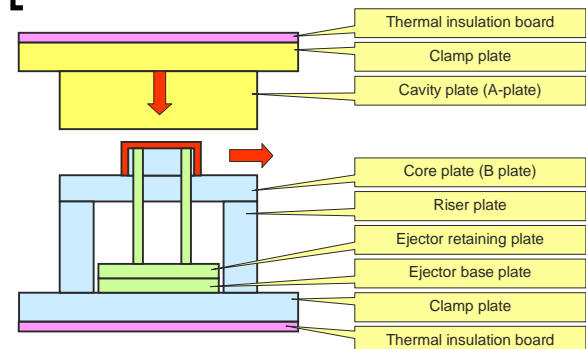 Thermal insulation board
Clamp plate
Cavity plate (A-plate)
Core plate (B plate)
Riser plate
Ejector retaining plate
Ejector base plate
Clamp plate
Thermal insulation board